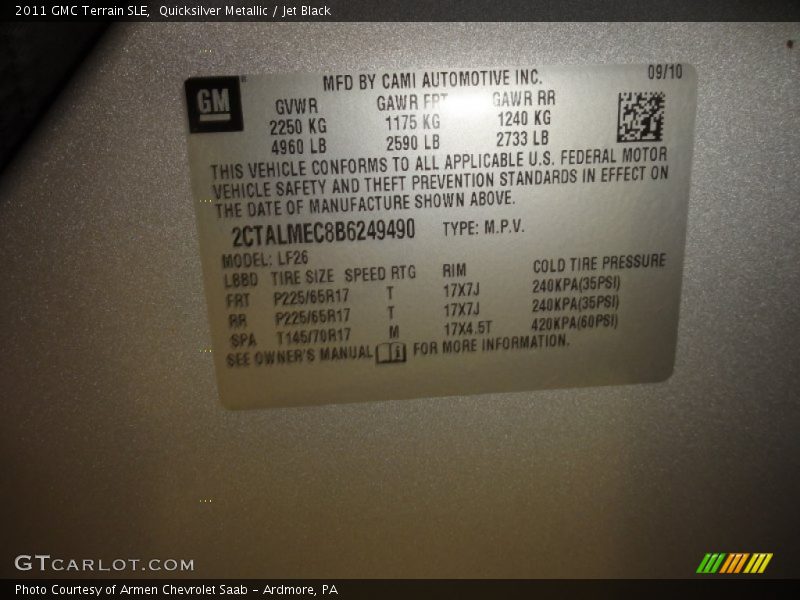 2011 GMC Terrain SLE, Quicksilver Metallic / Jet Black
GM
MFD BY CAMI AUTOMOTIVE INC. 09/10
GVWR GAWR FRT GAWR RR
2250 KG 1175 KG 1240 KG
4960 LB 2590 LB 2733 LB
THIS VEHICLE CONFORMS TO ALL APPLICABLE U.S. FEDERAL MOTOR
VEHICLE SAFETY AND THEFT PREVENTION STANDARDS IN EFFECT ON
THE DATE OF MANUFACTURE SHOWN ABOVE.
2CTALMEC8B6249490 TYPE: M.P.V.
MODEL: LF26
LBBD TIRE SIZE SPEED RTG RIM COLD TIRE PRESSURE
FRT P225/65R17 T 17X7J 240KPA(35PSI)
RR P225/65R17 T 17X7J 240KPA(35PSI)
SPA T145/70R17 M 17X4.5T 420KPA(60PSI)
SEE OWNER'S MANUAL FOR MORE INFORMATION.
GTCARLOT.COM
Photo Courtesy of Armen Chevrolet Saab - Ardmore, PA